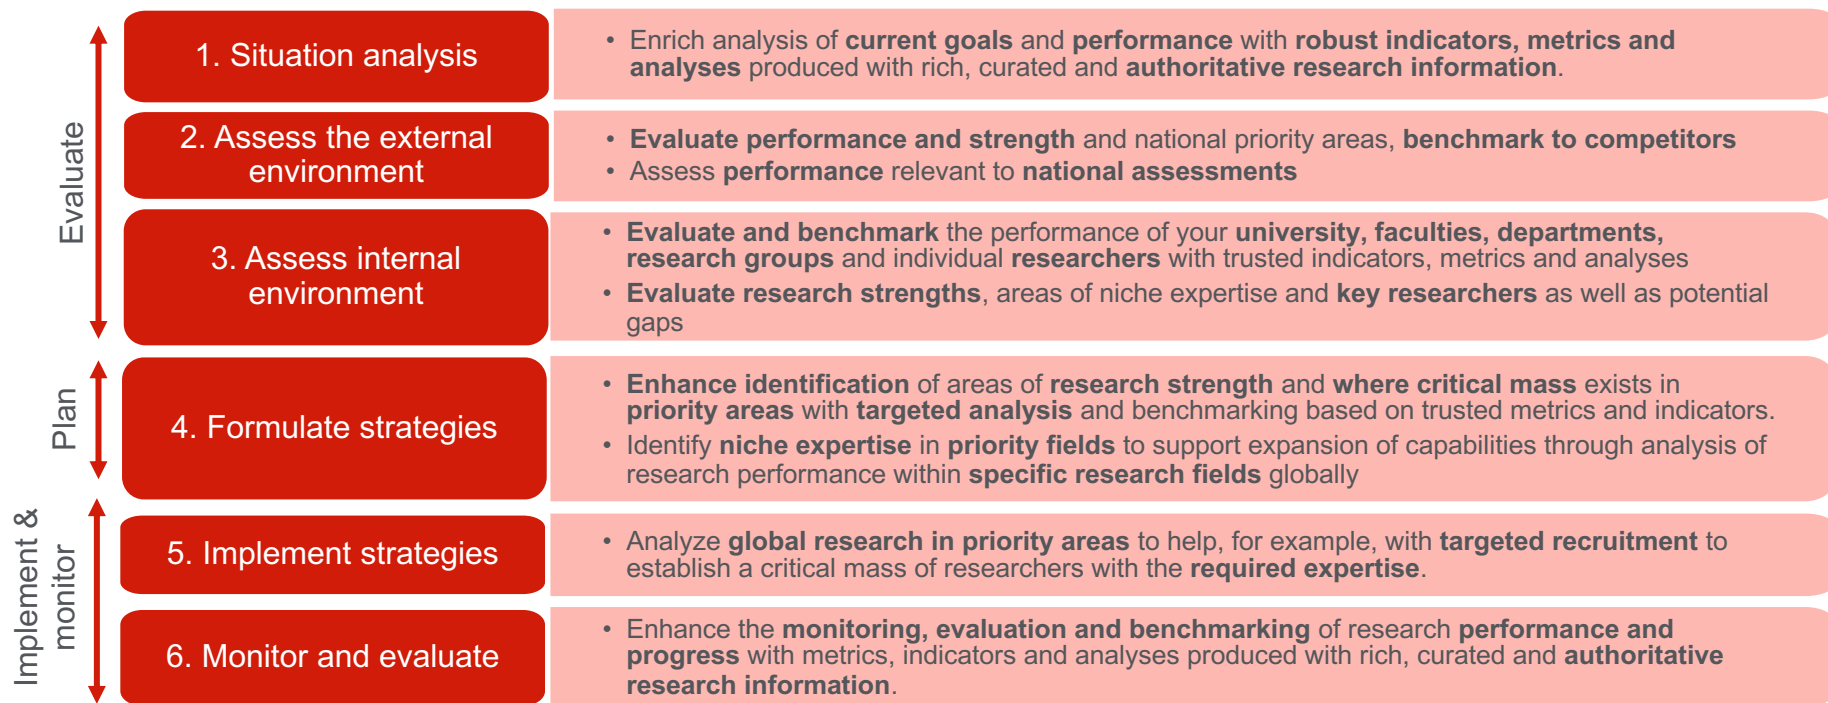 Evaluate
1. Situation analysis
• Enrich analysis of current goals and performance with robust indicators, metrics and
analyses produced with rich, curated and authoritative research information.
2. Assess the external
environment
• Evaluate performance and strength and national priority areas, benchmark to competitors
• Assess performance relevant to national assessments
3. Assess internal
environment
• Evaluate and benchmark the performance of your university, faculties, departments,
research groups and individual researchers with trusted indicators, metrics and analyses
• Evaluate research strengths, areas of niche expertise and key researchers as well as potential
gaps
Plan
4. Formulate strategies
• Enhance identification of areas of research strength and where critical mass exists in
priority areas with targeted analysis and benchmarking based on trusted metrics and indicators.
• Identify niche expertise in priority fields to support expansion of capabilities through analysis of
research performance within specific research fields globally
Implement &
monitor
5. Implement strategies
• Analyze global research in priority areas to help, for example, with targeted recruitment to
establish a critical mass of researchers with the required expertise.
6. Monitor and evaluate
• Enhance the monitoring, evaluation and benchmarking of research performance and
progress with metrics, indicators and analyses produced with rich, curated and authoritative
research information.